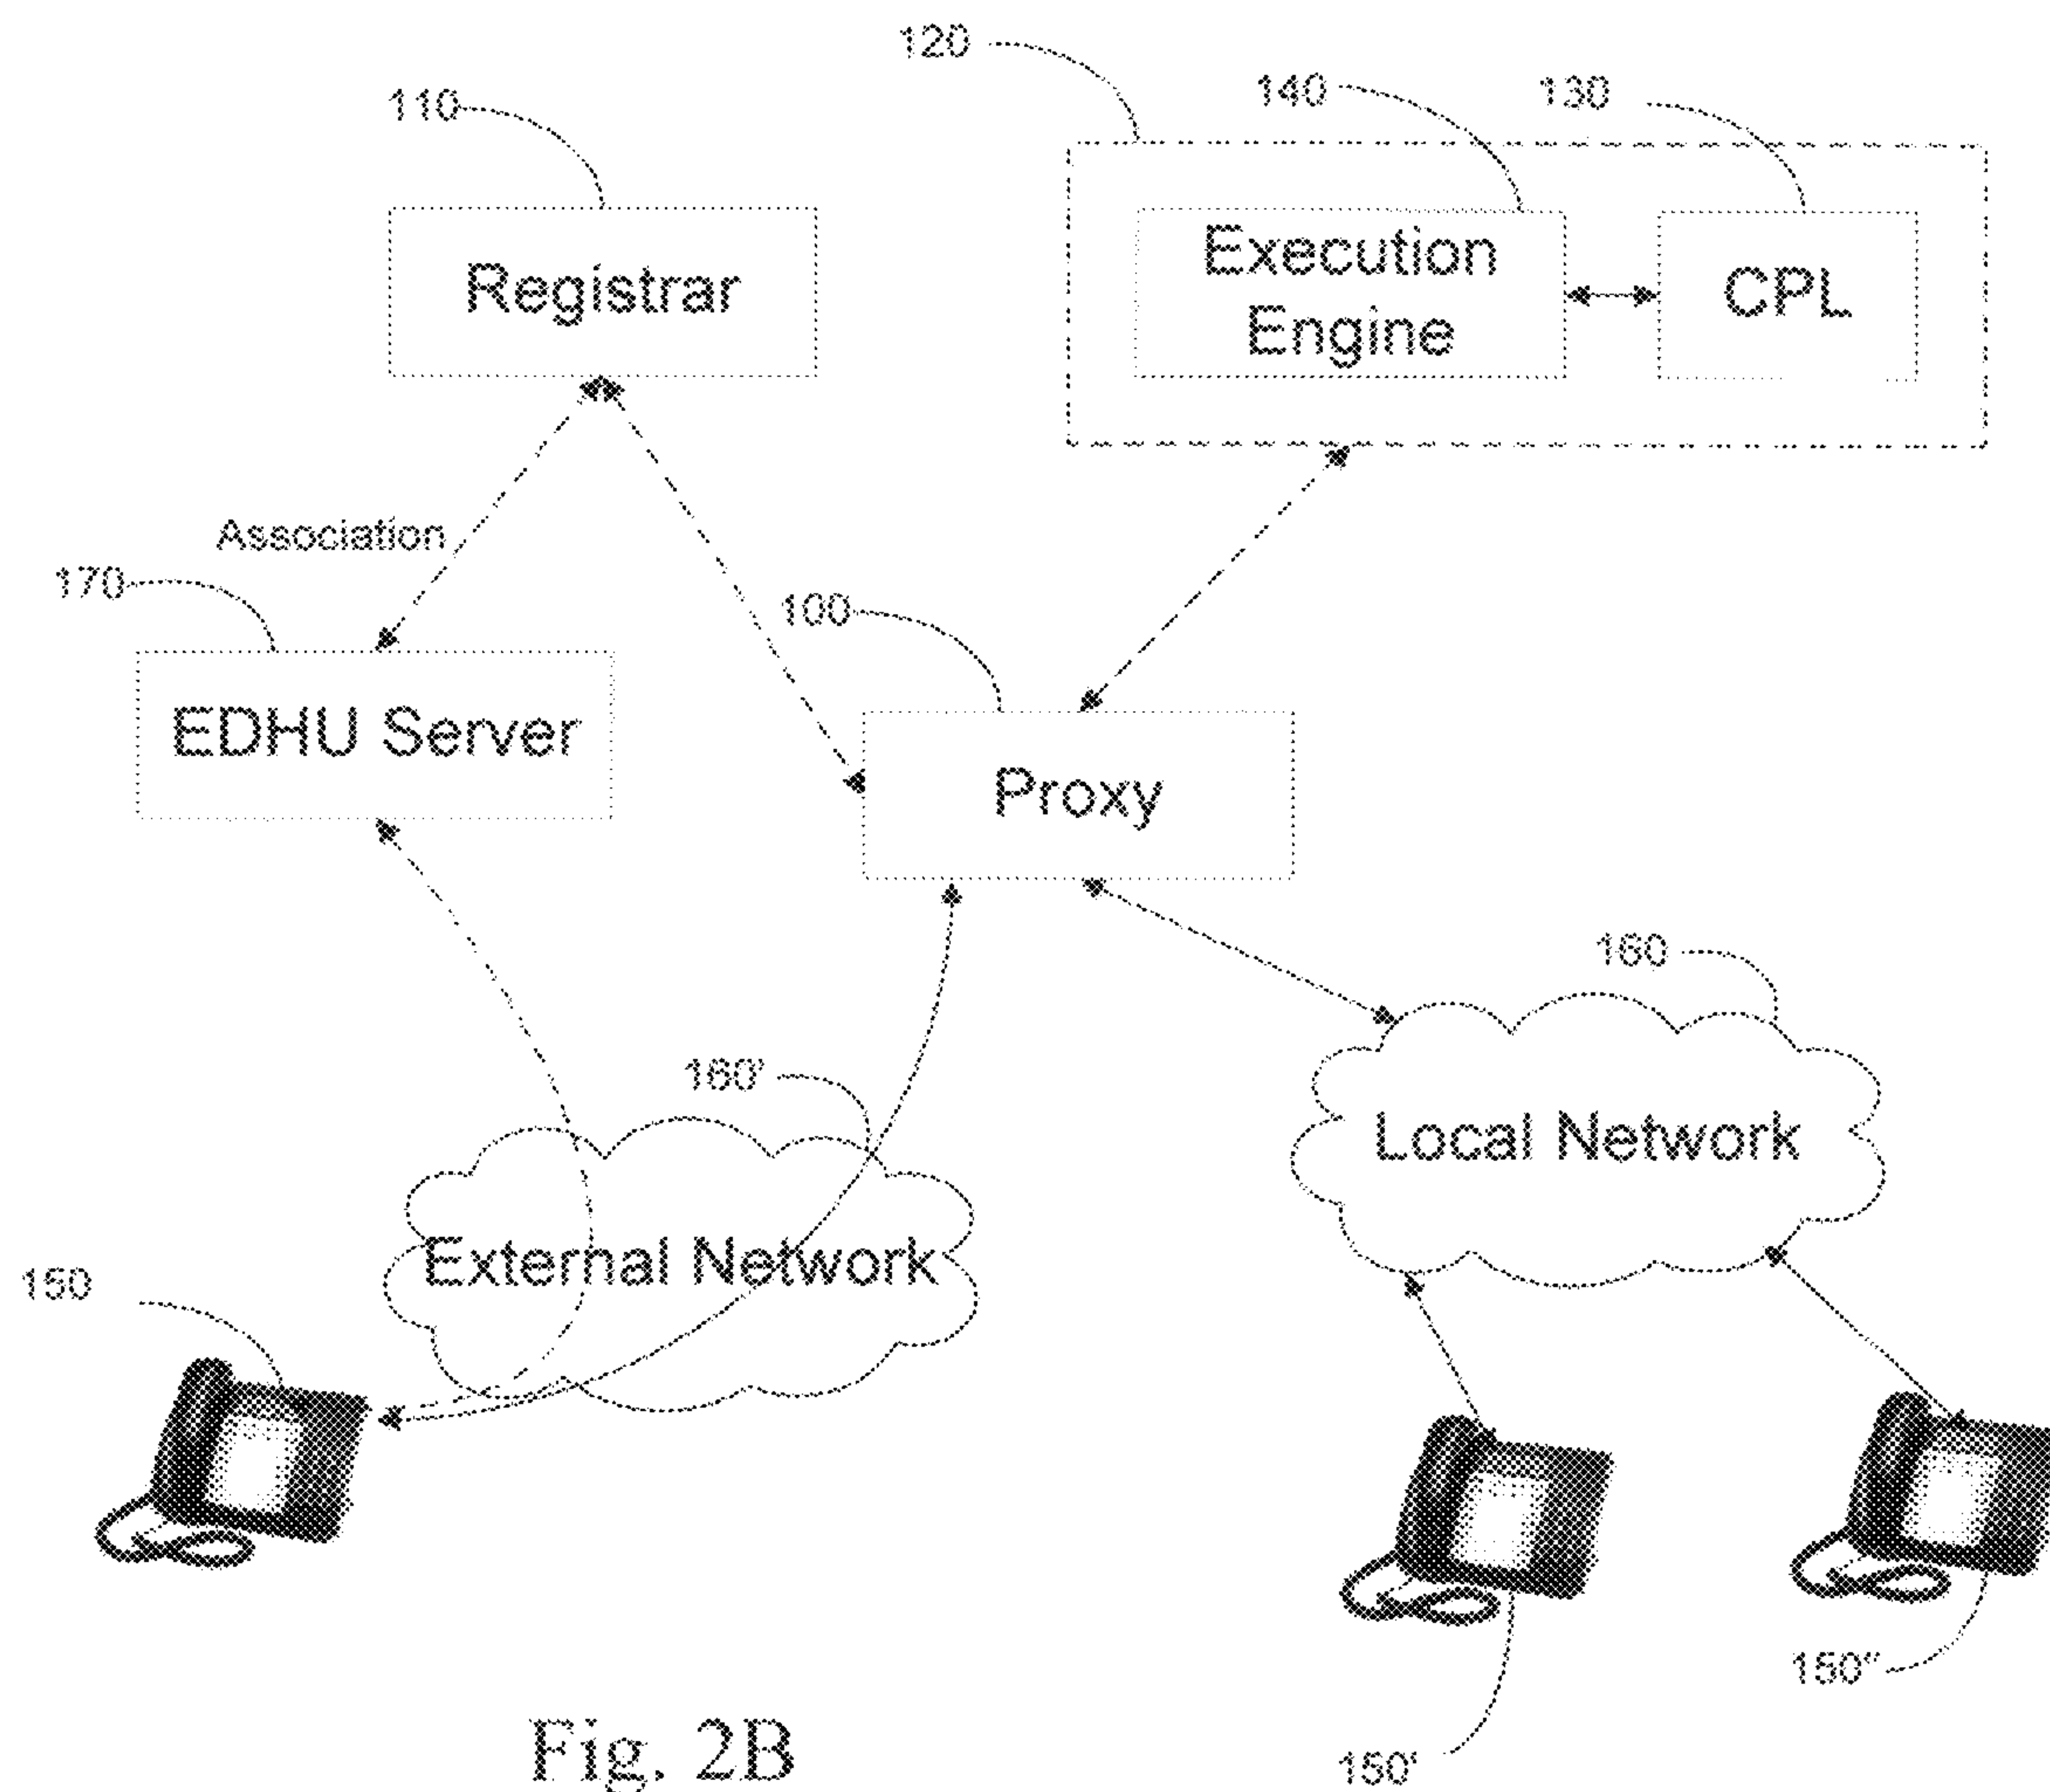 120
140
130
110
Execution
Engine
CPL
Registrar
Association
170
100
EDHU Server
Proxy
160
160'
Local Network
External Network
150
150"
150'
Fig. 2B